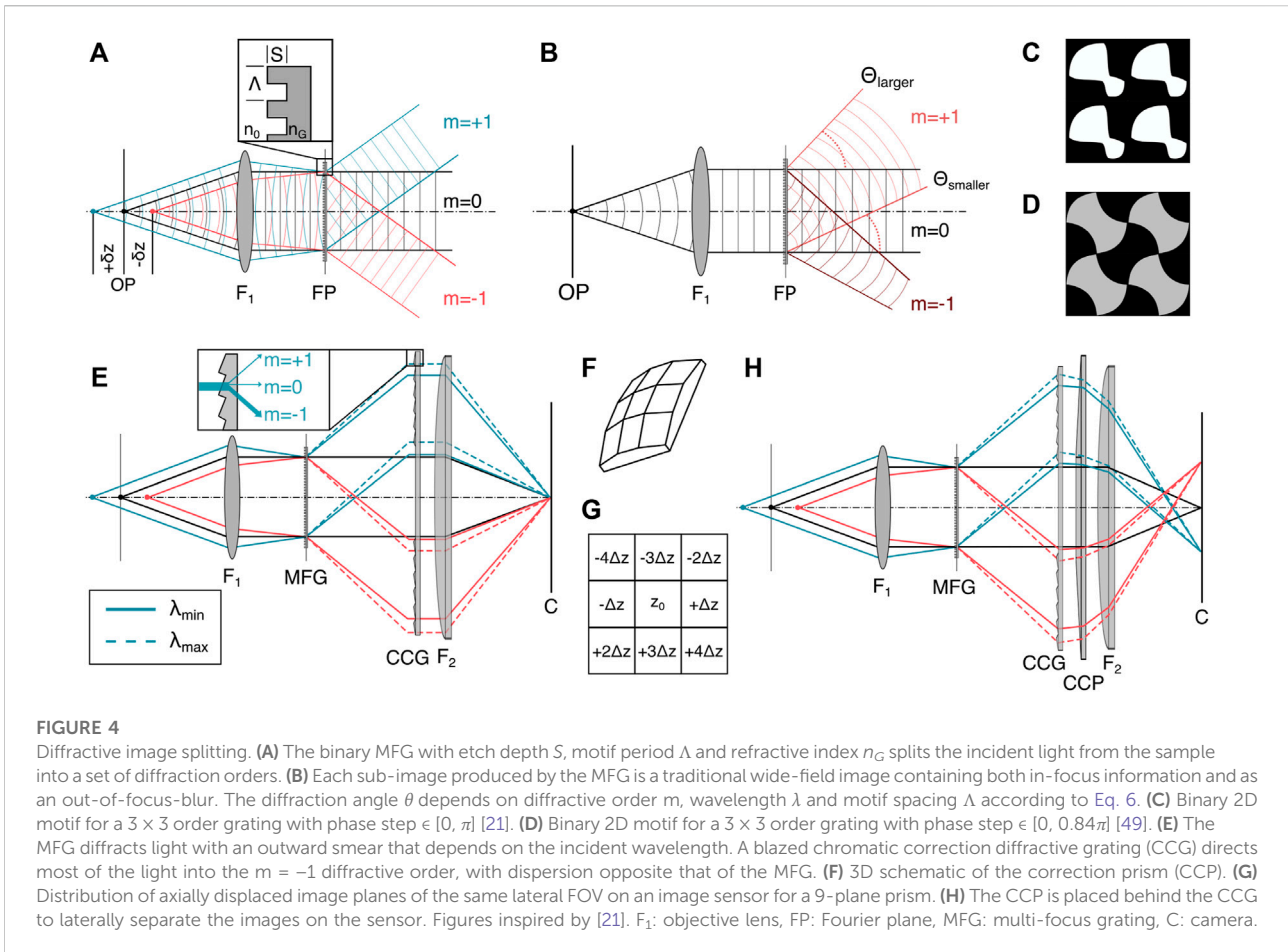 A
S
Λ
n0
nG
m=+1
m=0
m=-1
+δz
-δz
OP
F1
FP
B
Θlarger
m=+1
Θsmaller
m=0
m=-1
OP
F1
FP
C
D
E
m=+1
m=0
m=-1
F1
MFG
CCG
F2
C
λmin
λmax
F
G
-4Δz -3Δz -2Δz
-Δz z0 +Δz
+2Δz +3Δz +4Δz
H
F1
MFG
CCG
CCP
F2
C
FIGURE 4
Diffractive image splitting. (A) The binary MFG with etch depth S, motif period Λ and refractive index nG splits the incident light from the sample
into a set of diffraction orders. (B) Each sub-image produced by the MFG is a traditional wide-field image containing both in-focus information and as
an out-of-focus-blur. The diffraction angle θ depends on diffractive order m, wavelength λ and motif spacing Λ according to Eq. 6. (C) Binary 2D
motif for a 3 × 3 order grating with phase step ϵ [0, π] [21]. (D) Binary 2D motif for a 3 × 3 order grating with phase step ϵ [0, 0.84π] [49]. (E) The
MFG diffracts light with an outward smear that depends on the incident wavelength. A blazed chromatic correction diffractive grating (CCG) directs
most of the light into the m = −1 diffractive order, with dispersion opposite that of the MFG. (F) 3D schematic of the correction prism (CCP). (G)
Distribution of axially displaced image planes of the same lateral FOV on an image sensor for a 9-plane prism. (H) The CCP is placed behind the CCG
to laterally separate the images on the sensor. Figures inspired by [21]. F1: objective lens, FP: Fourier plane, MFG: multi-focus grating, C: camera.